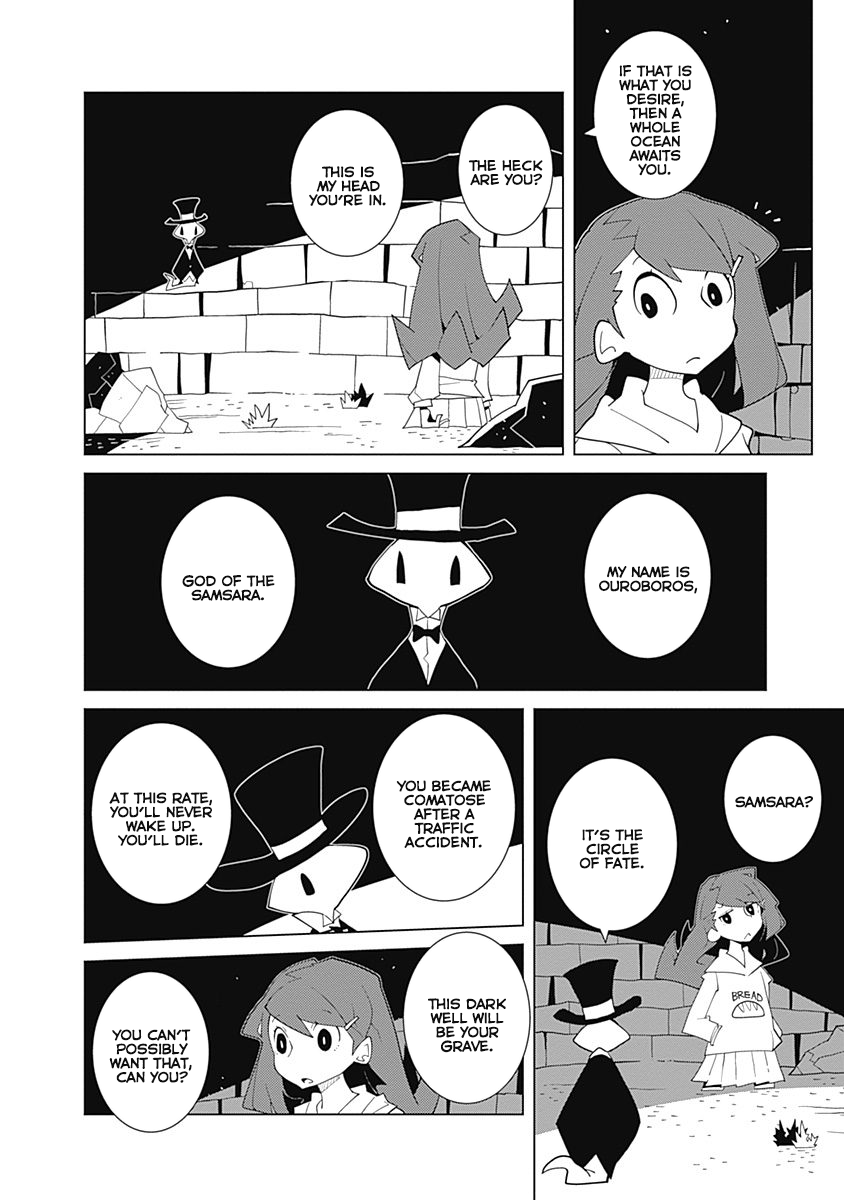 IF THAT IS
WHAT YOU
DESIRE,
THEN A
WHOLE
OCEAN
AWAITS
YOU.
THE HECK
ARE YOU?
THIS IS
MY HEAD
YOU'RE IN.
MY NAME IS
OUROBOROS,
GOD OF THE
SAMSARA.
SAMSARA?
IT'S THE
CIRCLE
OF FATE.
BREAD
YOU BECAME
COMATOSE
AFTER A
TRAFFIC
ACCIDENT.
AT THIS RATE,
YOU'LL NEVER
WAKE UP.
YOU'LL DIE.
THIS DARK
WELL WILL
BE YOUR
GRAVE.
YOU CAN'T
POSSIBLY
WANT THAT,
CAN YOU?